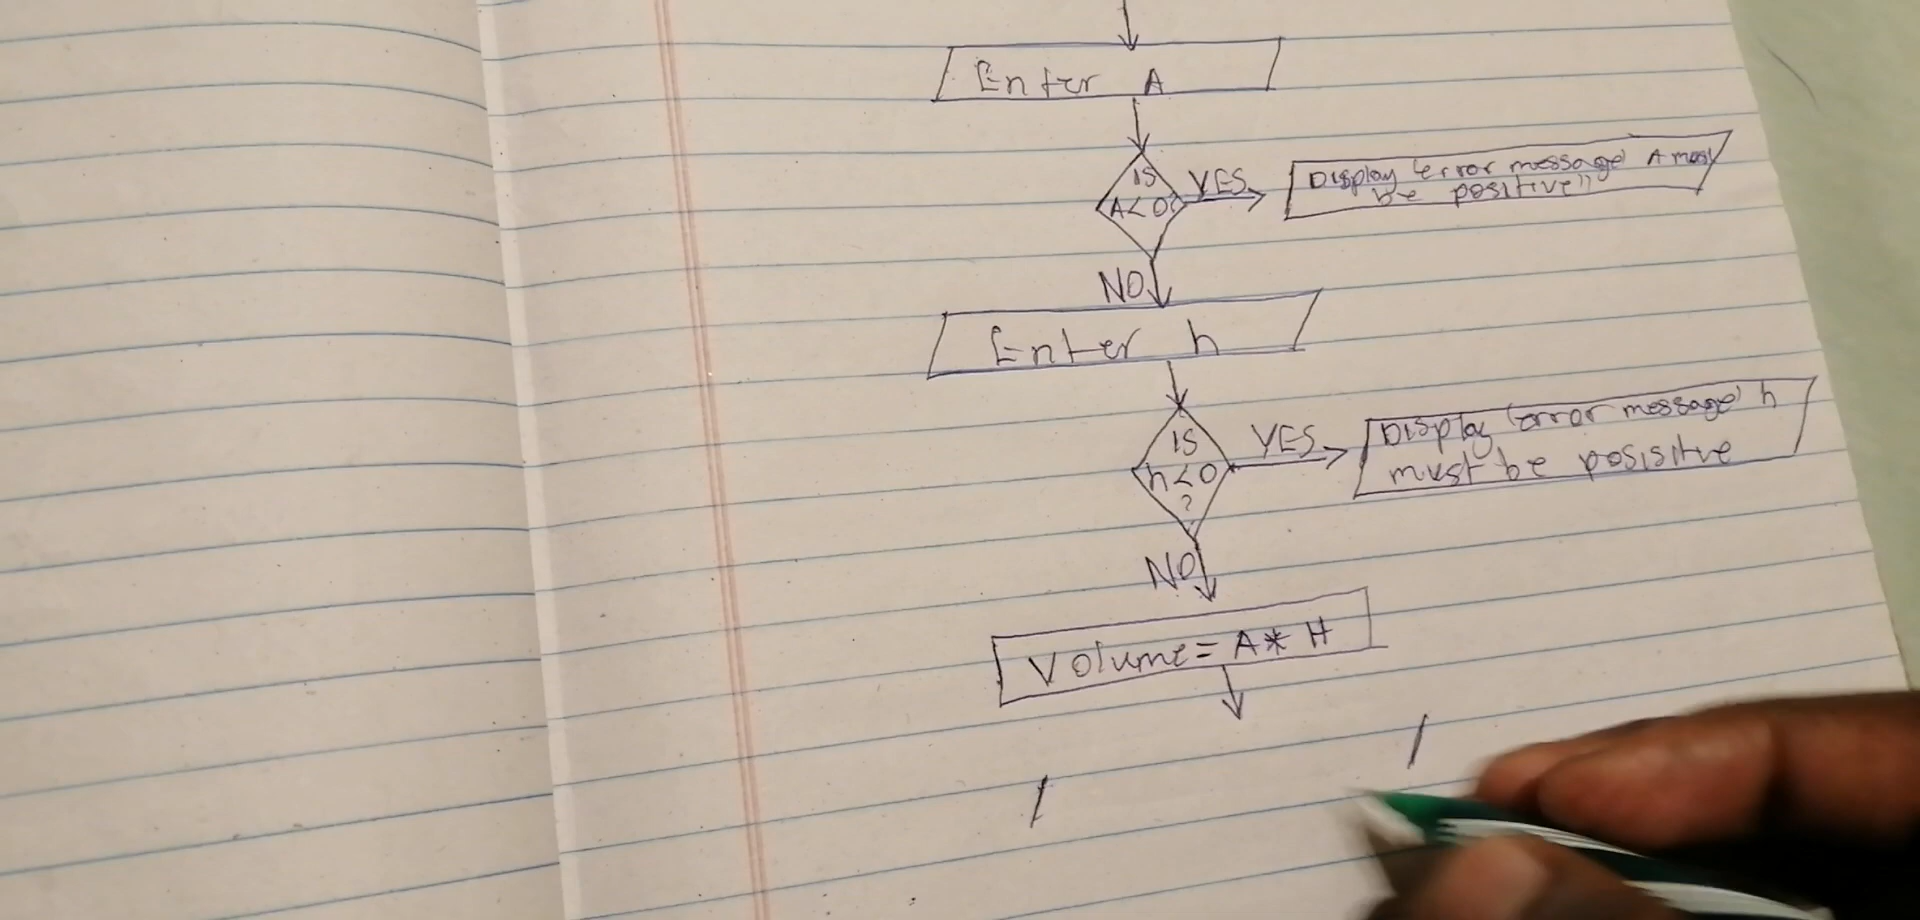 Enter A
IS
A<0?
YES
Display (error message) A must
be positive"
NO
Enter h
IS
h<0
?
YES
Display (error message) h
must be posisitve
NO
Volume = A * H